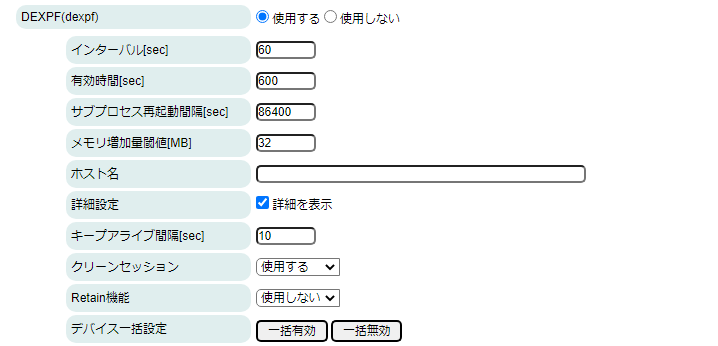 DEXPF(dexpf) 使用する 使用しない
インターバル[sec] 60
有効時間[sec] 600
サブプロセス再起動間隔[sec] 86400
メモリ増加量閾値[MB] 32
ホスト名
詳細設定 詳細を表示
キープアライブ間隔[sec] 10
クリーンセッション 使用する
Retain機能 使用しない
デバイス一括設定 一括有効 一括無効